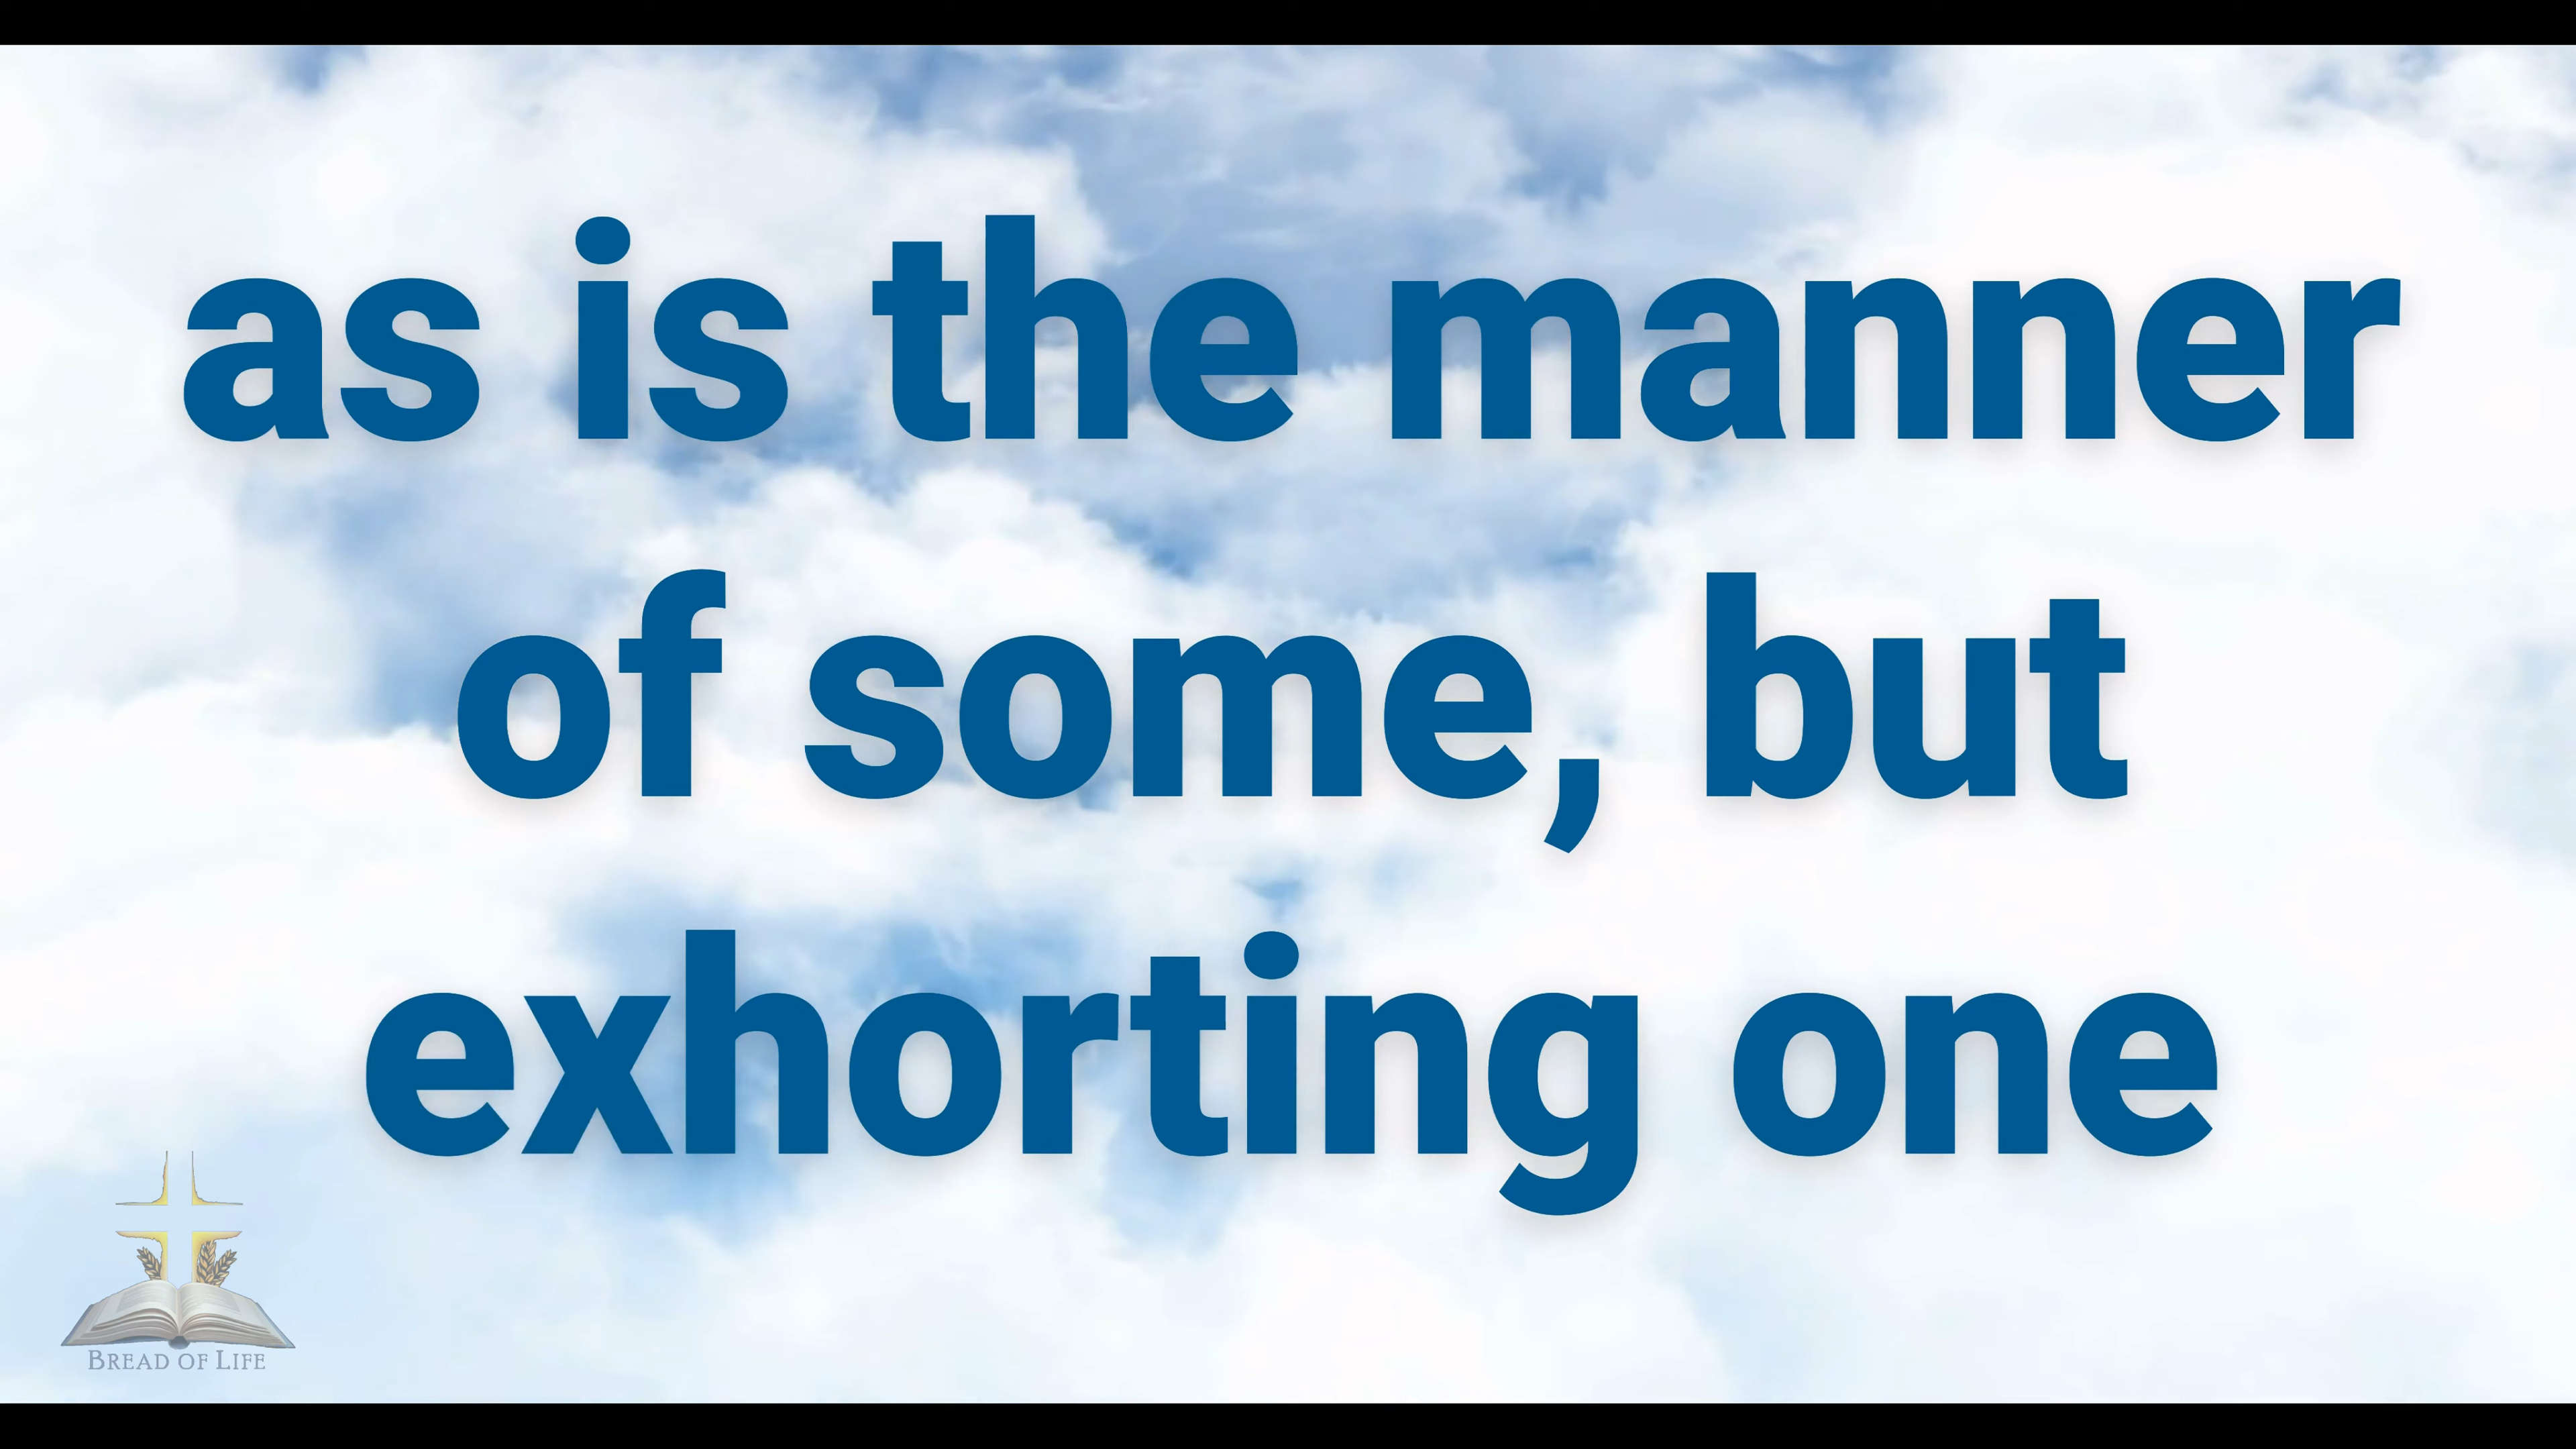 as is the manner
of some, but
exhorting one
BREAD OF LIFE